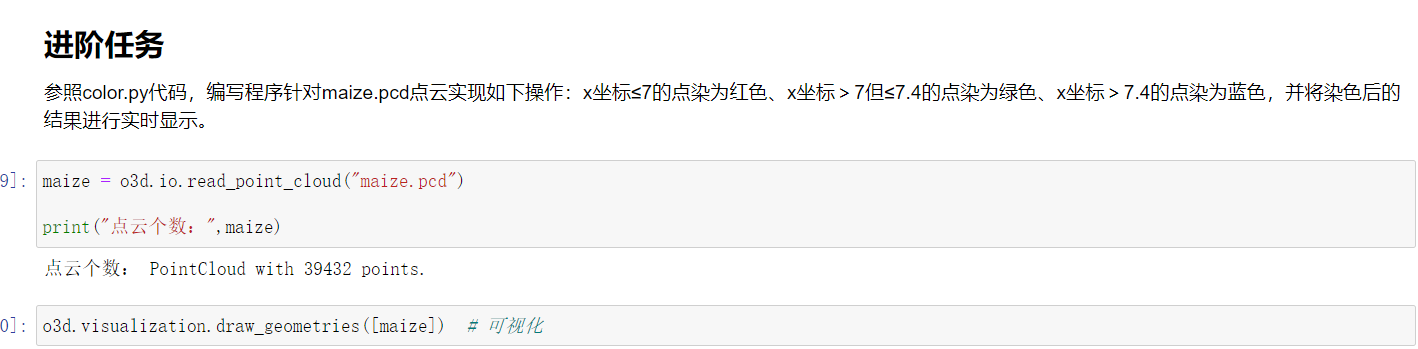 进阶任务
参照color.py代码，编写程序针对maize.pcd点云实现如下操作：x坐标≤7的点染为红色、x坐标＞7但≤7.4的点染为绿色、x坐标＞7.4的点染为蓝色，并将染色后的
结果进行实时显示。
9]: maize = o3d.io.read_point_cloud("maize.pcd")
print("点云个数：",maize)
点云个数： PointCloud with 39432 points.
0]: o3d.visualization.draw_geometries([maize])  # 可视化